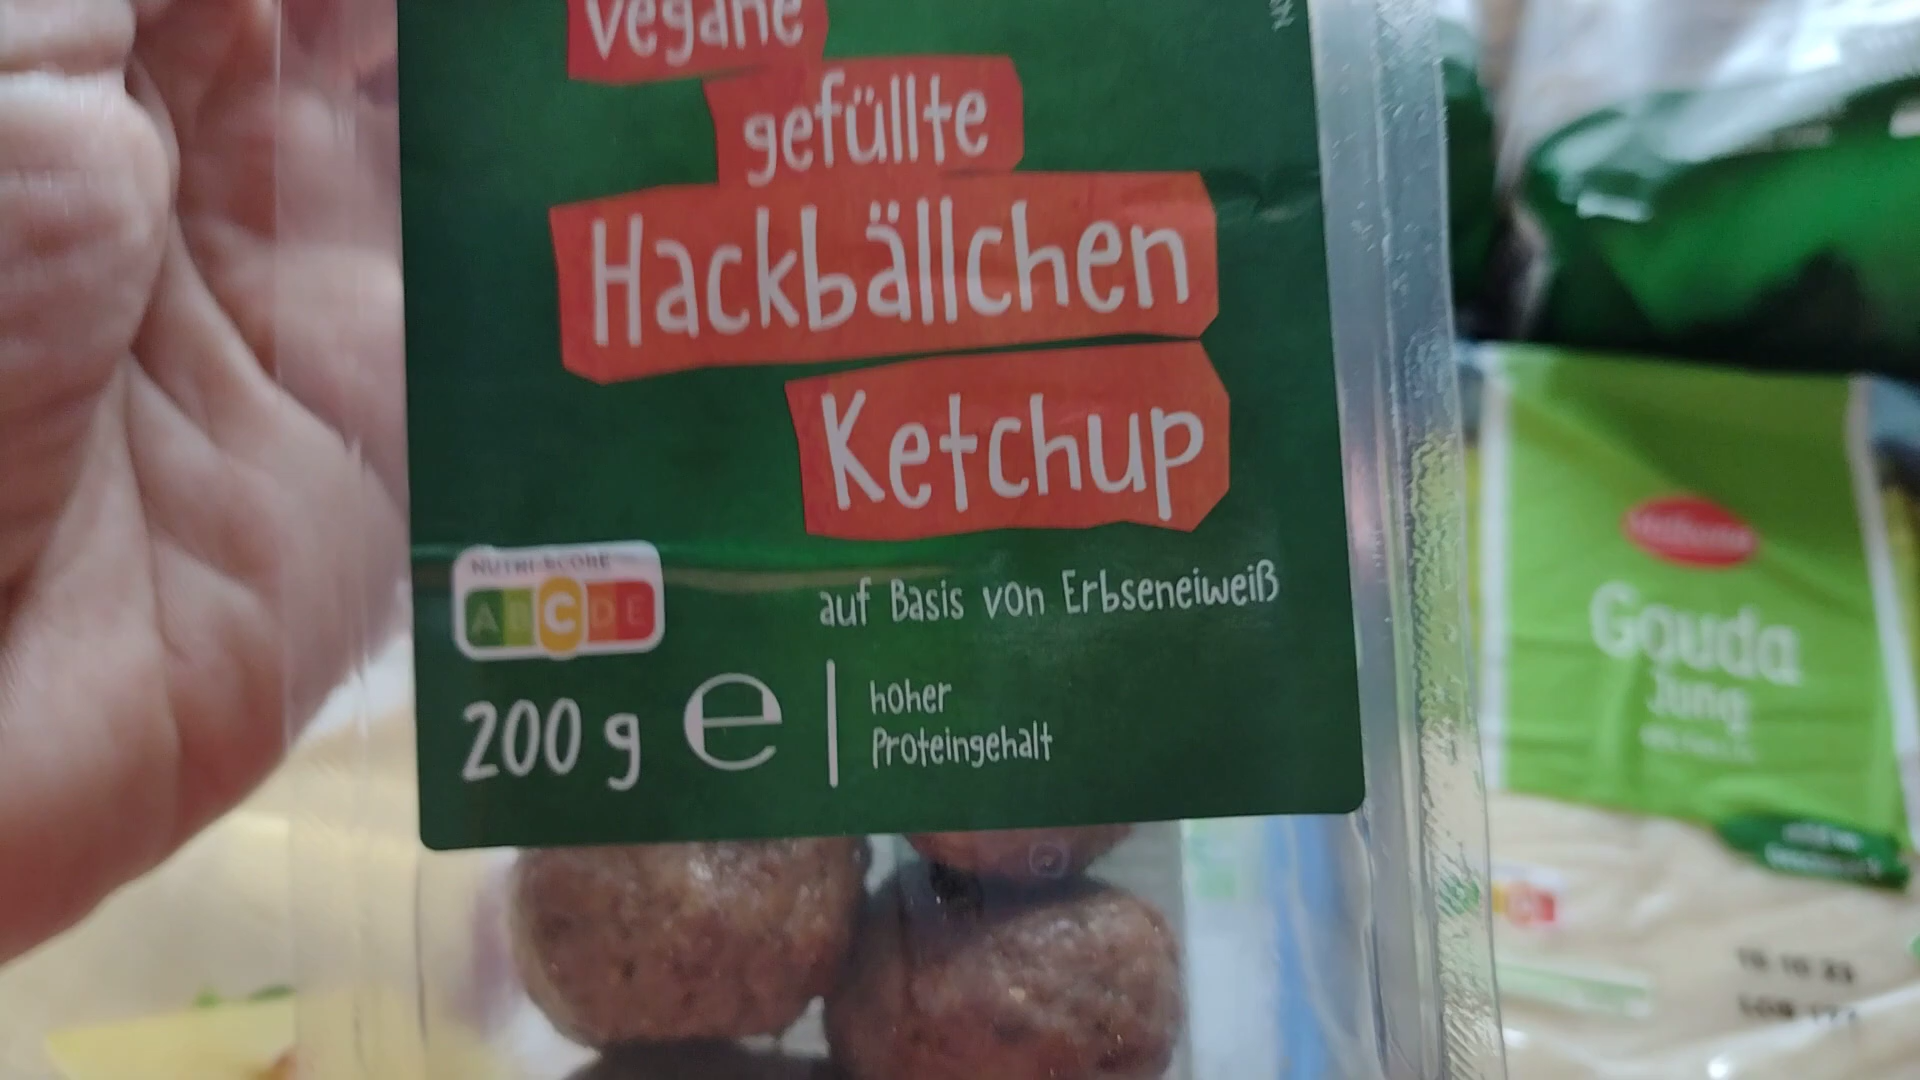 vegane
gefüllte
Hackbällchen
Ketchup
NUTRI-SCORE
A B C D E
auf Basis von Erbseneiweiß
200 g e
hoher
Proteingehalt
Gouda
Jung